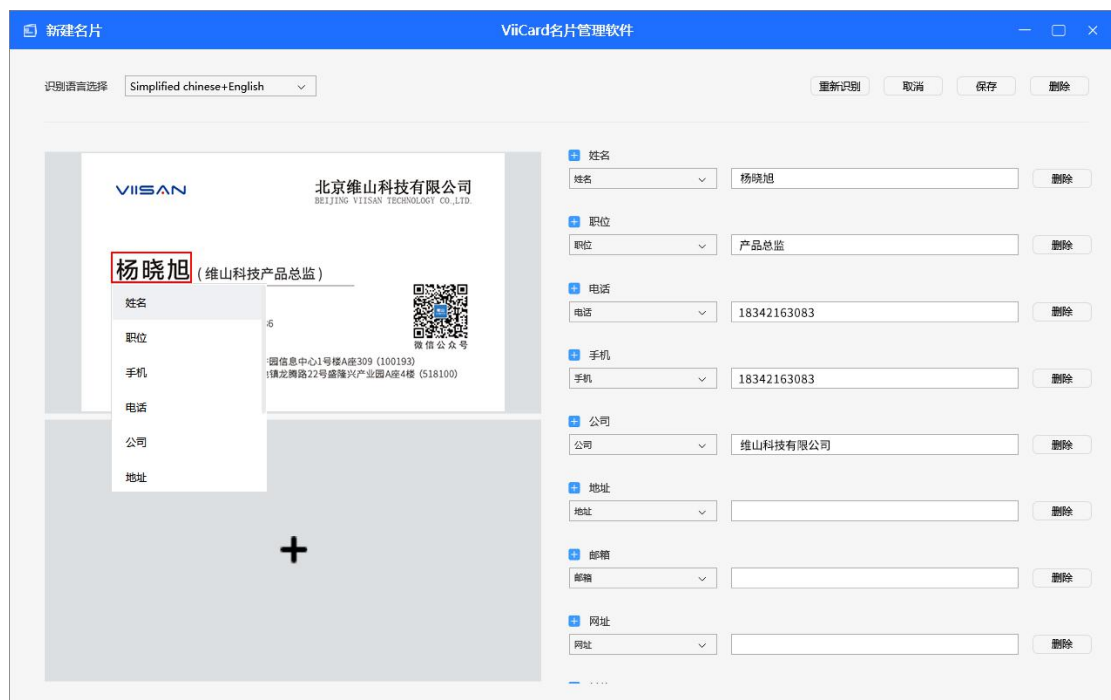 新建名片
ViiCard名片管理软件
识别语言选择
Simplified chinese+English
重新识别
取消
保存
删除
VIISAN
北京维山科技有限公司
BEIJING VIISAN TECHNOLOGY CO.,LTD.
杨晓旭 (维山科技产品总监)
姓名
职位
手机
电话
公司
地址
微信公众号
园信息中心1号楼A座309 (100193)
镇龙腾路22号盛隆兴产业园A座4楼 (518100)
姓名
姓名
杨晓旭
删除
职位
职位
产品总监
删除
电话
电话
18342163083
删除
手机
手机
18342163083
删除
公司
公司
维山科技有限公司
删除
地址
地址
删除
邮箱
邮箱
删除
网址
网址
删除